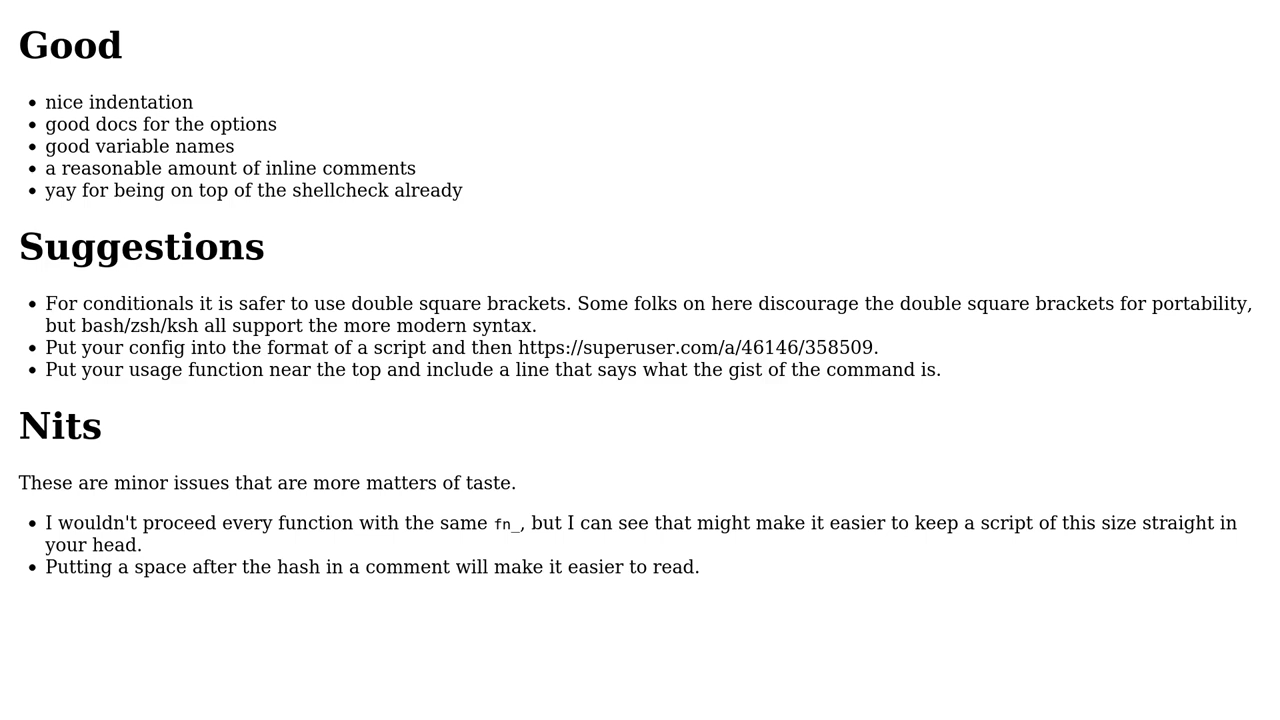 Good
nice indentation
good docs for the options
good variable names
a reasonable amount of inline comments
yay for being on top of the shellcheck already
Suggestions
For conditionals it is safer to use double square brackets. Some folks on here discourage the double square brackets for portability,
but bash/zsh/ksh all support the more modern syntax.
Put your config into the format of a script and then https://superuser.com/a/46146/358509.
Put your usage function near the top and include a line that says what the gist of the command is.
Nits
These are minor issues that are more matters of taste.
I wouldn't proceed every function with the same fn_, but I can see that might make it easier to keep a script of this size straight in
your head.
Putting a space after the hash in a comment will make it easier to read.